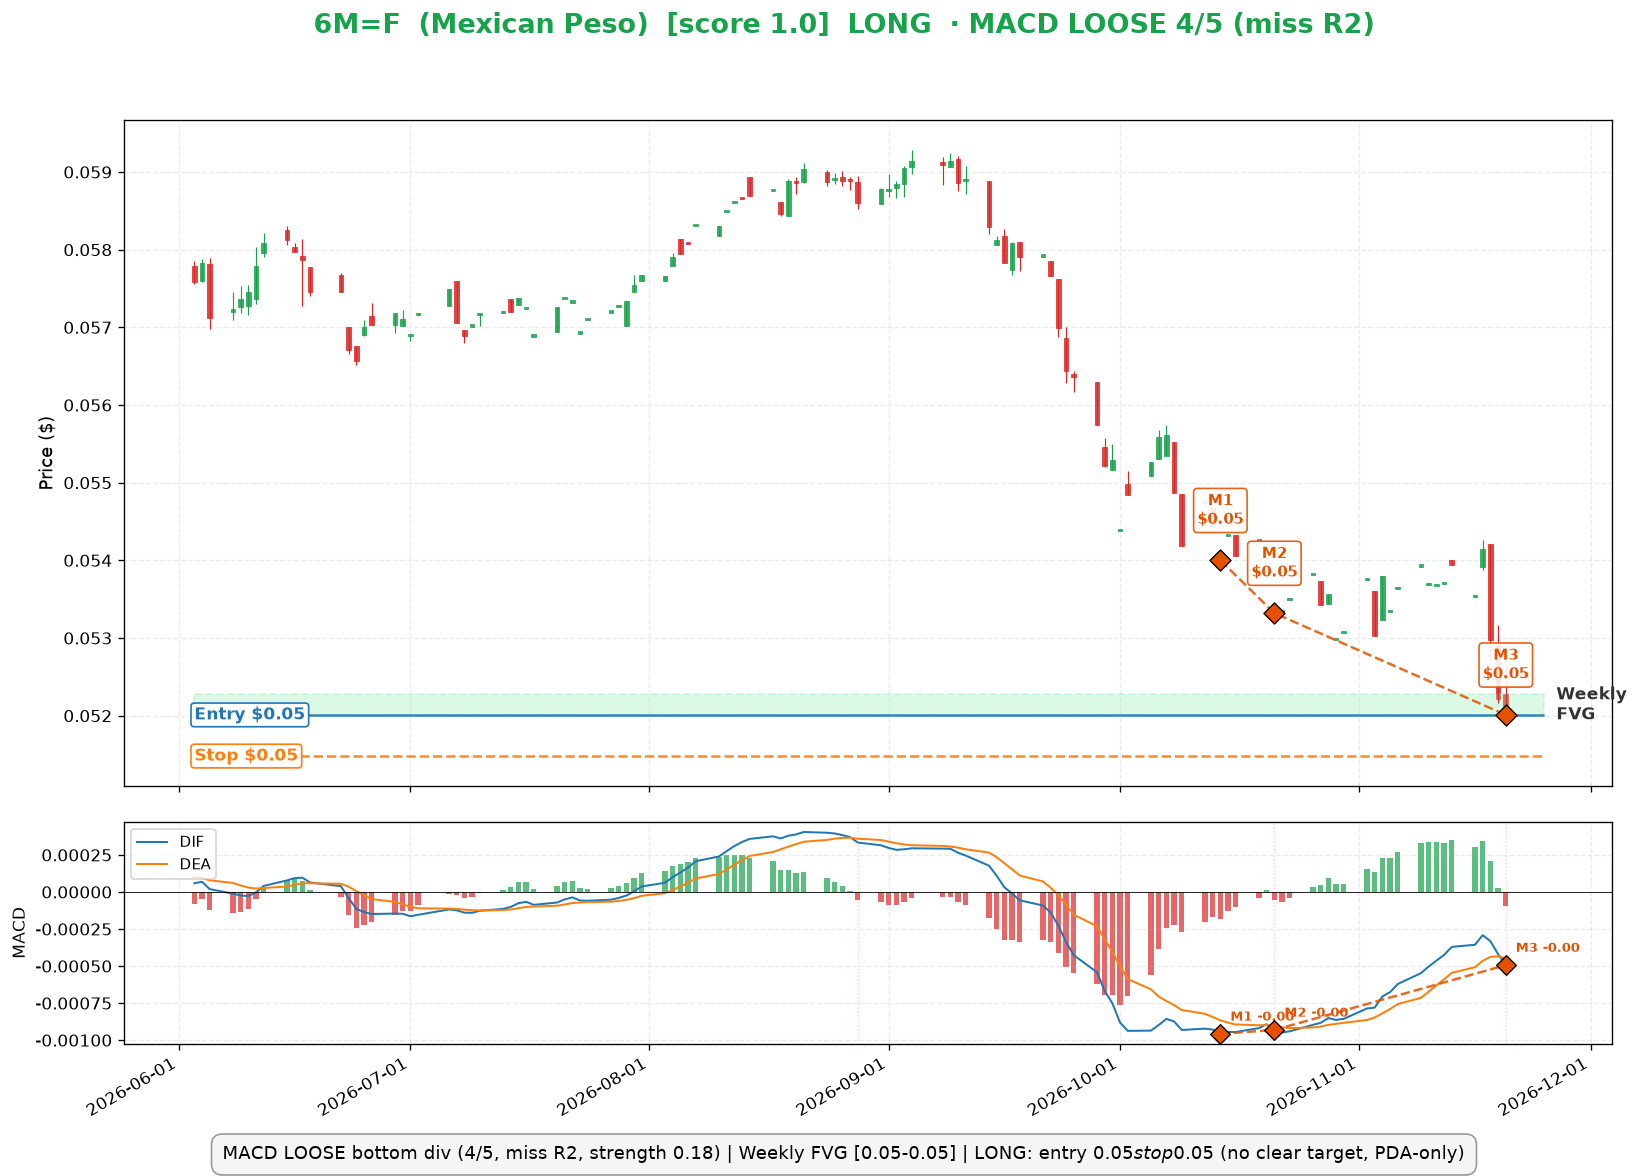 6M=F  (Mexican Peso)  [score 1.0]  LONG  · MACD LOOSE 4/5 (miss R2)
Price ($)
0.059
0.058
0.057
0.056
0.055
0.054
0.053
0.052
M1
$0.05
M2
$0.05
M3
$0.05
Weekly
FVG
Entry $0.05
Stop $0.05
MACD
DIF
DEA
0.00025
0.00000
-0.00025
-0.00050
-0.00075
-0.00100
M1 -0.00
M2 -0.00
M3 -0.00
2026-06-01
2026-07-01
2026-08-01
2026-09-01
2026-10-01
2026-11-01
2026-12-01
MACD LOOSE bottom div (4/5, miss R2, strength 0.18) | Weekly FVG [0.05-0.05] | LONG: entry 0.05stop0.05 (no clear target, PDA-only)